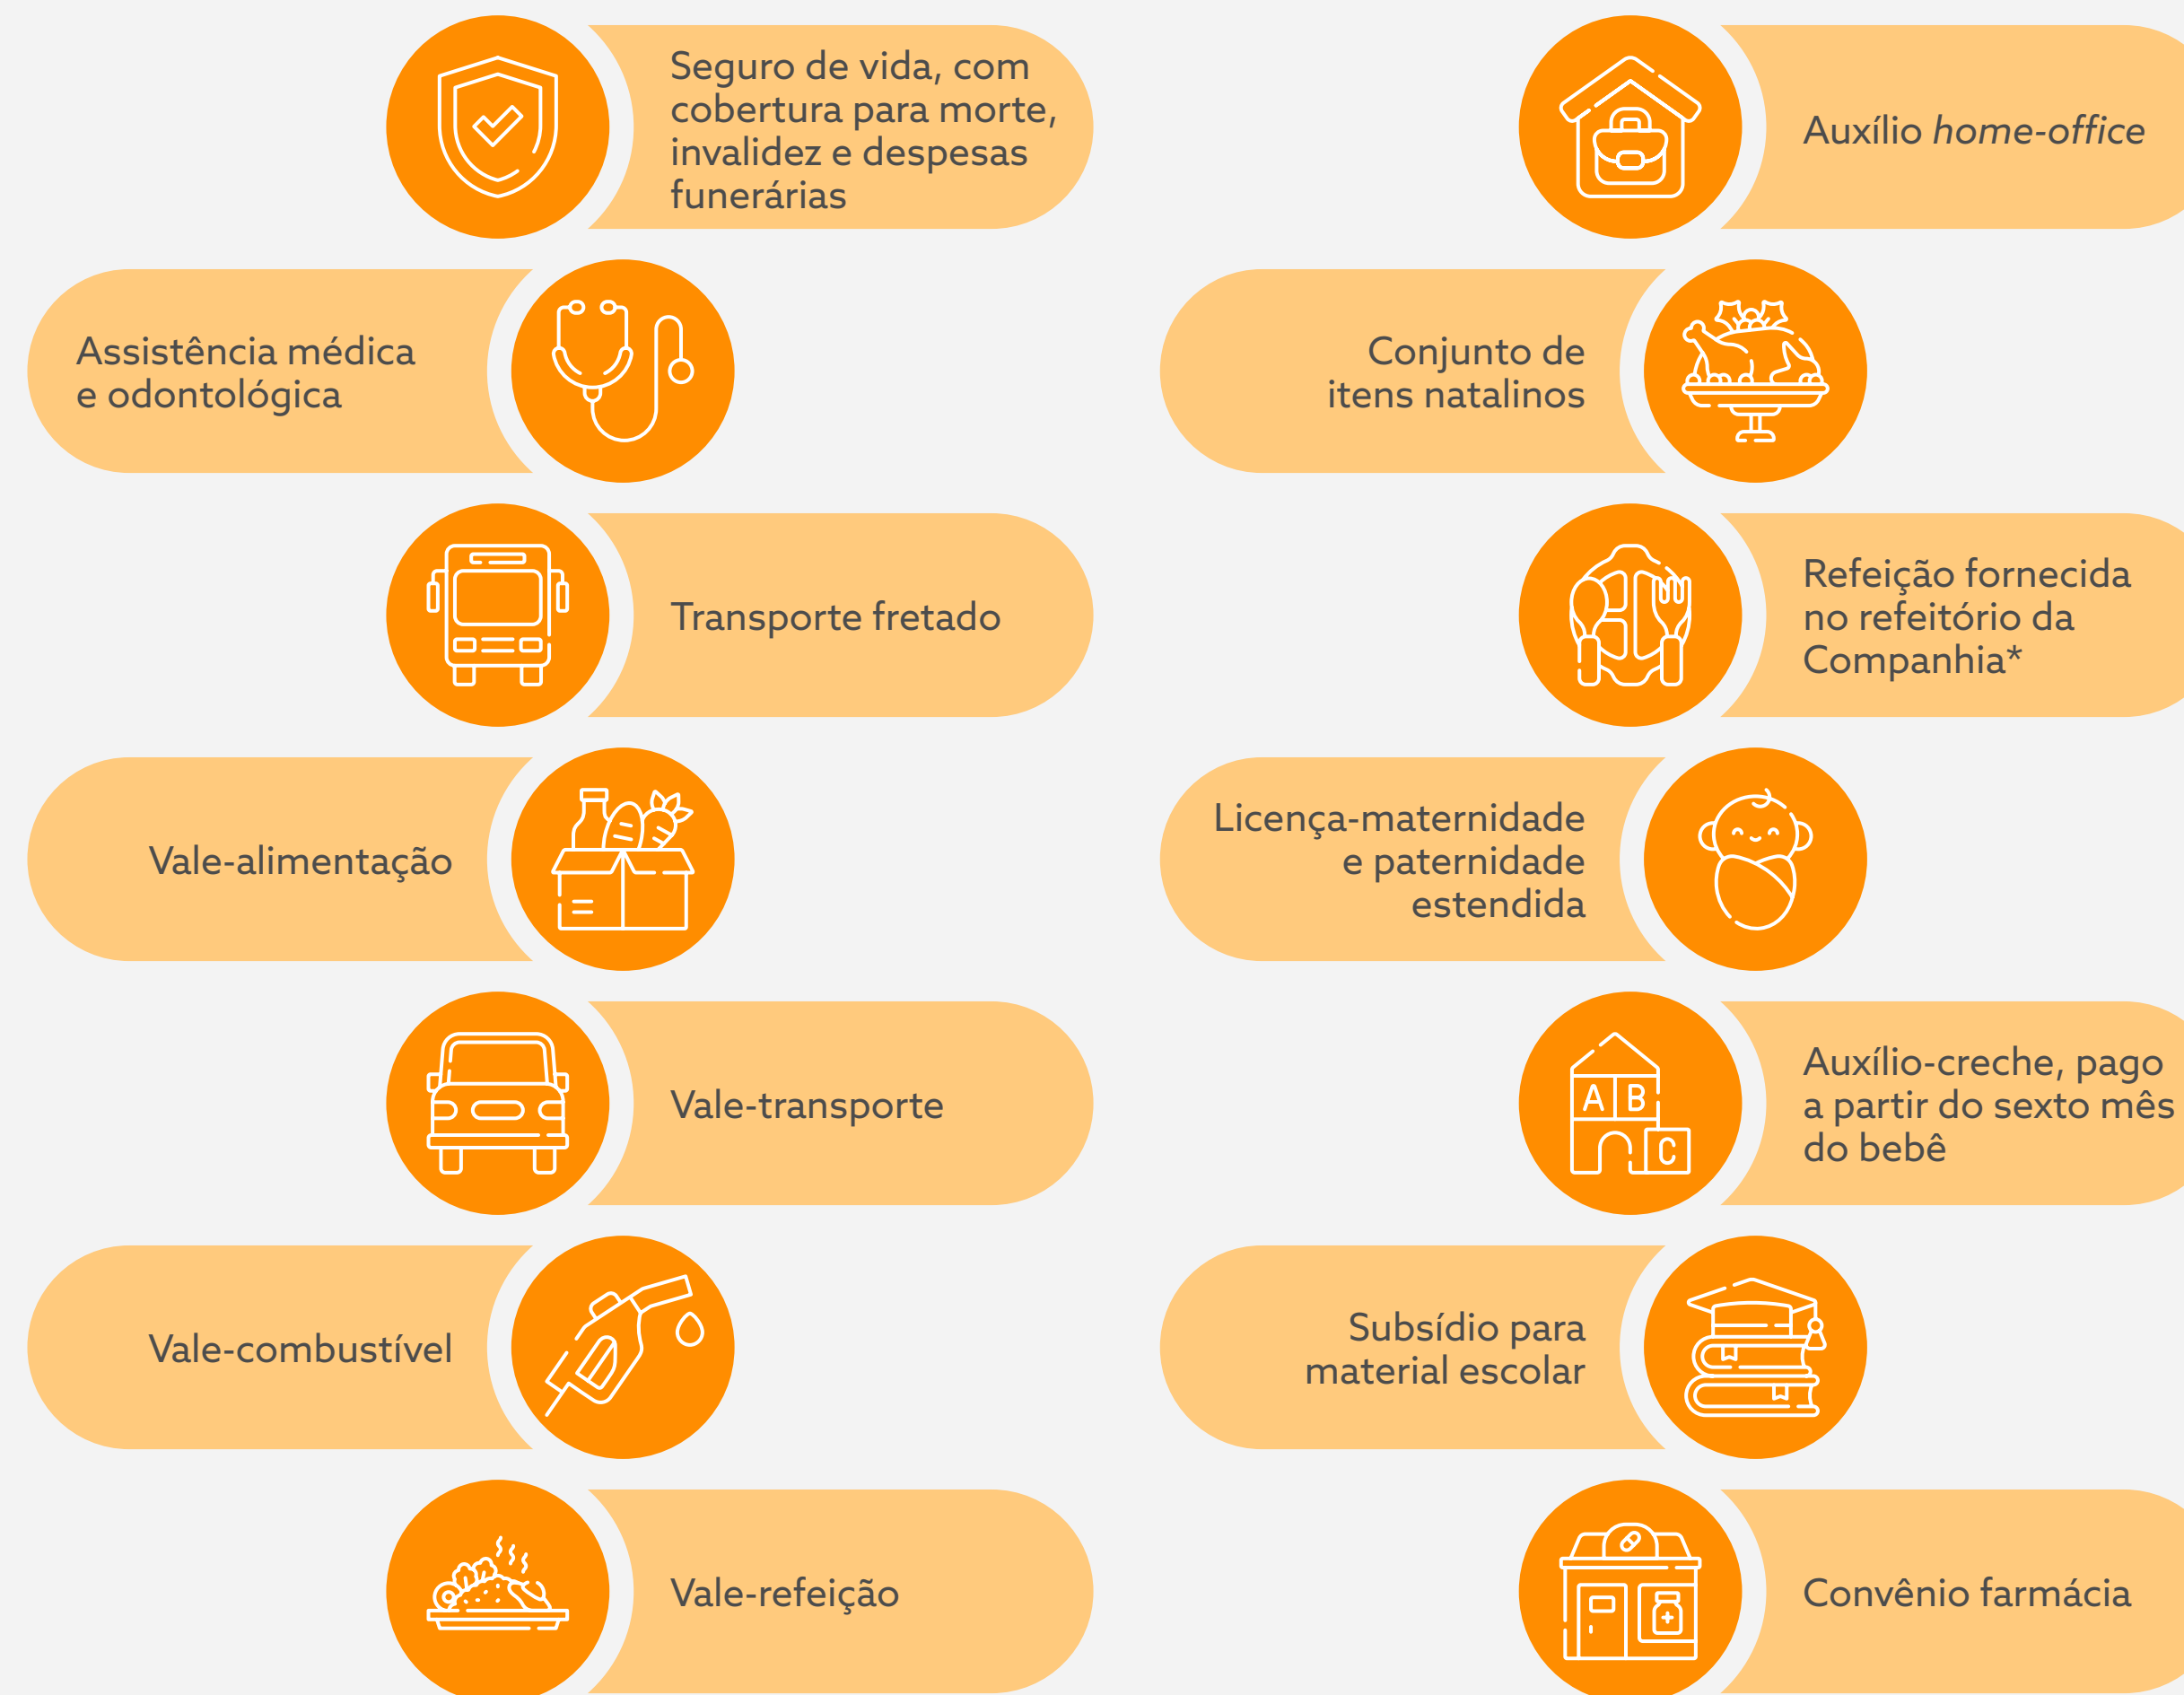 Seguro de vida, com
cobertura para morte,
invalidez e despesas
funerárias
Assistência médica
e odontológica
Transporte fretado
Vale-alimentação
Vale-transporte
Vale-combustível
Vale-refeição
Auxílio home-office
Conjunto de
itens natalinos
Refeição fornecida
no refeitório da
Companhia*
Licença-maternidade
e paternidade
estendida
Auxílio-creche, pago
a partir do sexto mês
do bebê
A B
C
Subsídio para
material escolar
Convênio farmácia